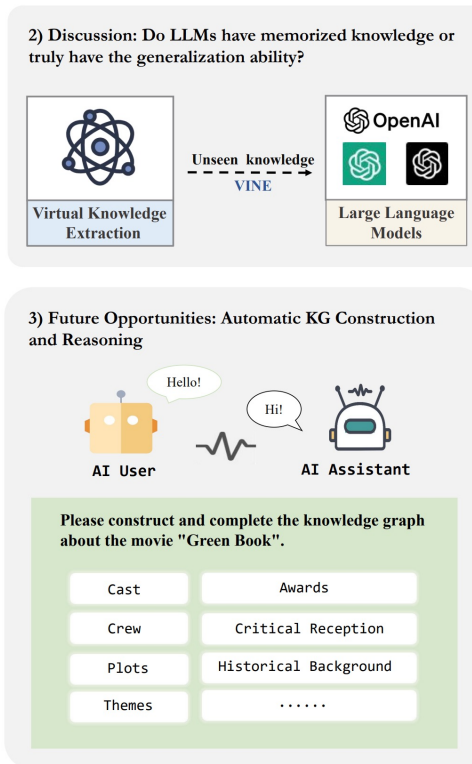 2) Discussion: Do LLMs have memorized knowledge or
truly have the generalization ability?
OpenAI
Unseen knowledge
VINE
Virtual Knowledge
Extraction
Large Language
Models
3) Future Opportunities: Automatic KG Construction
and Reasoning
Hello!
Hi!
AI User
AI Assistant
Please construct and complete the knowledge graph
about the movie "Green Book".
Cast
Awards
Crew
Critical Reception
Plots
Historical Background
Themes
······